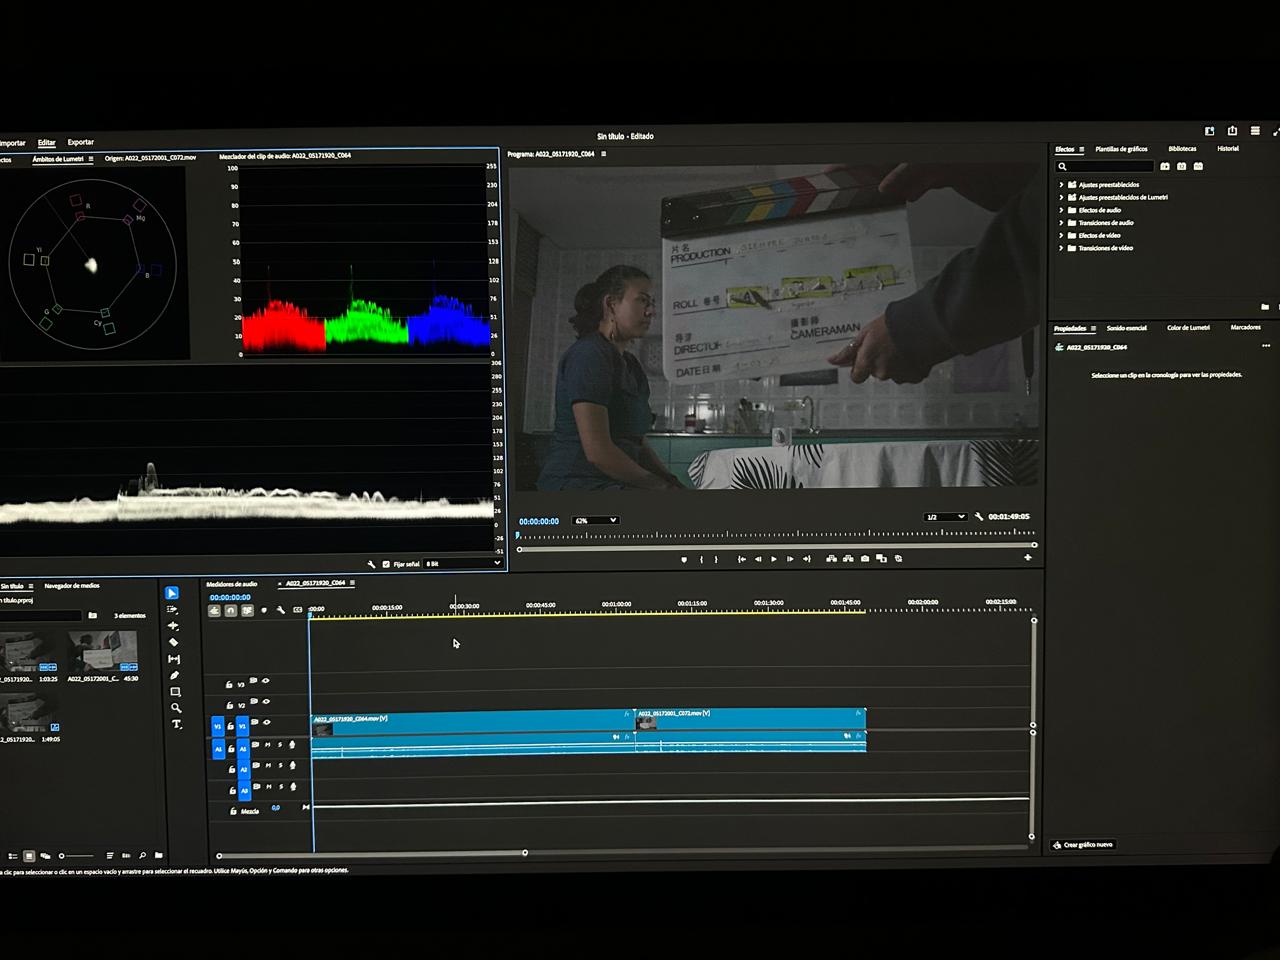 Importar Editar Exportar
Sin título - Editado
Ámbitos de Lumetri
Origen: A022_05172001_C072.mov
Mezclador del clip de audio: A022_05171920_C064
Programa: A022_05171920_C064
Efectos
Plantillas de gráficos
Bibliotecas
Historial
Ajustes preestablecidos
Ajustes preestablecidos de Lumetri
Efectos de audio
Transiciones de audio
Efectos de vídeo
Transiciones de vídeo
R
Mg
B
Cy
G
Yl
100
90
80
70
60
50
40
30
20
10
0
255
230
204
178
153
128
102
76
51
26
0
306
280
255
230
204
178
153
128
102
76
51
26
0
-26
-51
片名
PRODUCTION
ROLL 卷号
导演
DIRECTOR
摄影师
CAMERAMAN
DATE日期
Propiedades
Sonido esencial
Color de Lumetri
Marcadores
A022_05171920_C064
Seleccione un clip en la cronología para ver las propiedades.
00:00:00:00
62%
1/2
00:01:49:05
Fijar señal
8 Bit
Sin título
Navegador de medios
3 elementos
1:03:25
A022_05172001_C...
45:30
1:49:05
Medidores de audio
A022_05171920_C064
00:00:00:00
:00:00
00:00:15:00
00:00:30:00
00:00:45:00
00:01:00:00
00:01:15:00
00:01:30:00
00:01:45:00
00:02:00:00
00:02:15:00
V3
V2
V1 V1
A1 A1 M S
A2 M S
A3 M S
Mezcla 0,0
A022_05171920_C064.mov [V]
A022_05172001_C072.mov [V]
Crear gráfico nuevo
clic para seleccionar o clic en un espacio vacío y arrastre para seleccionar el recuadro. Utilice Mayús, Opción y Comando para otras opciones.